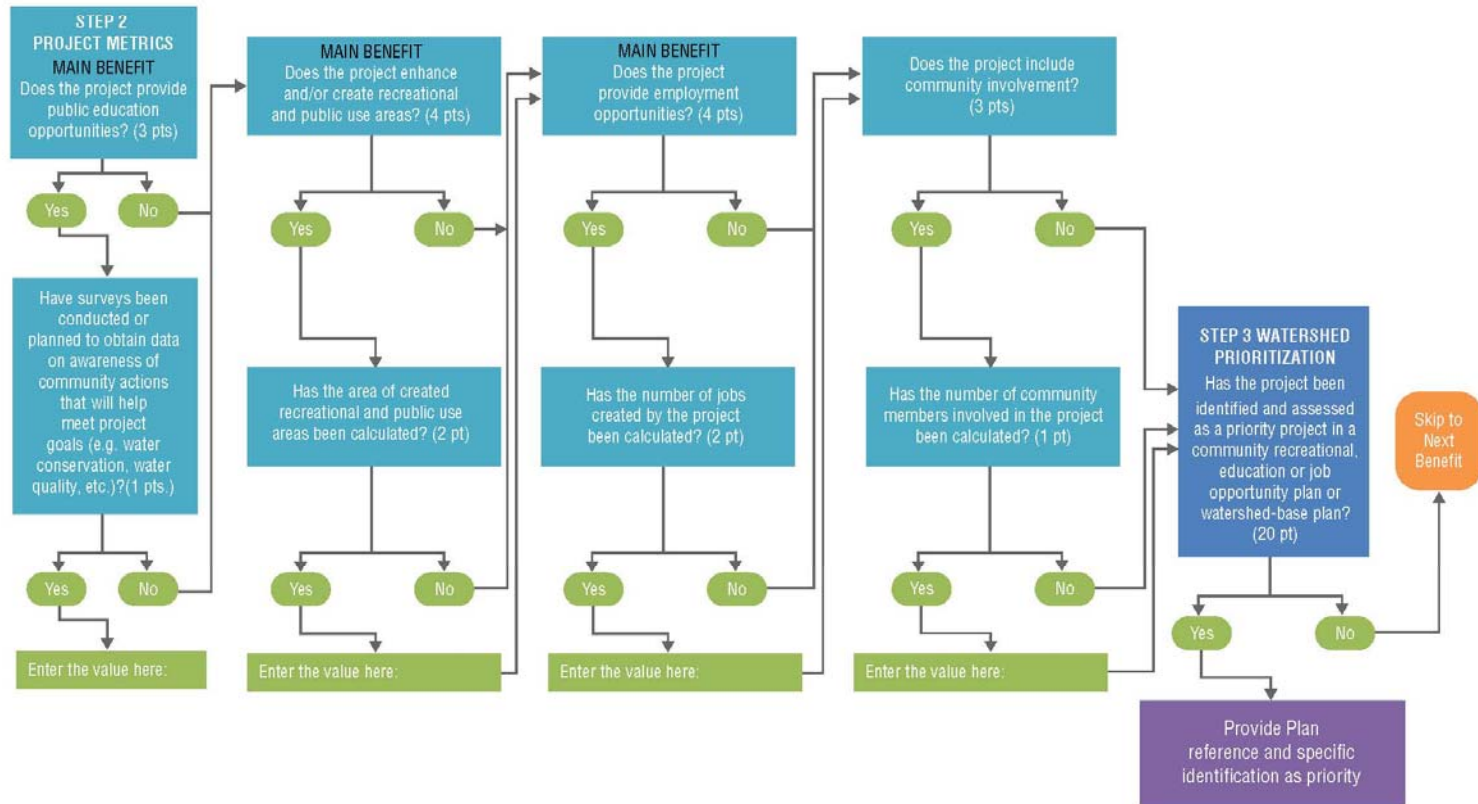 STEP 2
PROJECT METRICS
MAIN BENEFIT
Does the project provide
public education
opportunities? (3 pts)
Yes
No
Have surveys been
conducted or
planned to obtain data
on awareness of
community actions
that will help
meet project
goals (e.g. water
conservation, water
quality, etc.)?(1 pts.)
Yes
No
Enter the value here:
MAIN BENEFIT
Does the project enhance
and/or create recreational
and public use areas? (4 pts)
Yes
No
Has the area of created
recreational and public use
areas been calculated? (2 pt)
Yes
No
Enter the value here:
MAIN BENEFIT
Does the project
provide employment
opportunities? (4 pts)
Yes
No
Has the number of jobs
created by the project
been calculated? (2 pt)
Yes
No
Enter the value here:
Does the project include
community involvement?
(3 pts)
Yes
No
Has the number of community
members involved in the project
been calculated? (1 pt)
Yes
No
Enter the value here:
STEP 3 WATERSHED
PRIORITIZATION
Has the project been
identified and assessed
as a priority project in a
community recreational,
education or job
opportunity plan or
watershed-base plan?
(20 pt)
Yes
No
Provide Plan
reference and specific
identification as priority
Skip to
Next
Benefit